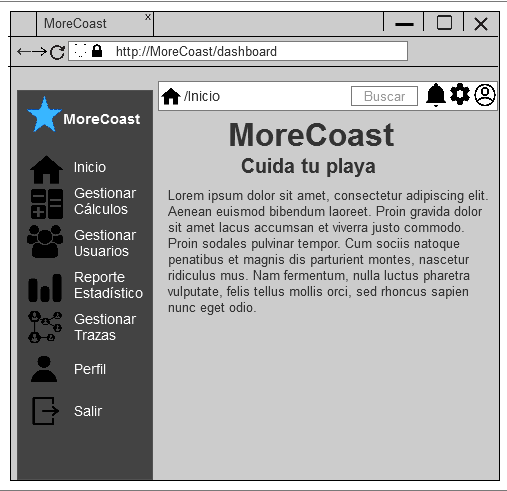 MoreCoast
x
http://MoreCoast/dashboard
MoreCoast
/Inicio
Buscar
Inicio
Gestionar
Cálculos
Gestionar
Usuarios
Reporte
Estadístico
Gestionar
Trazas
Perfil
Salir
MoreCoast
Cuida tu playa
Lorem ipsum dolor sit amet, consectetur adipiscing elit.
Aenean euismod bibendum laoreet. Proin gravida dolor
sit amet lacus accumsan et viverra justo commodo.
Proin sodales pulvinar tempor. Cum sociis natoque
penatibus et magnis dis parturient montes, nascetur
ridiculus mus. Nam fermentum, nulla luctus pharetra
vulputate, felis tellus mollis orci, sed rhoncus sapien
nunc eget odio.